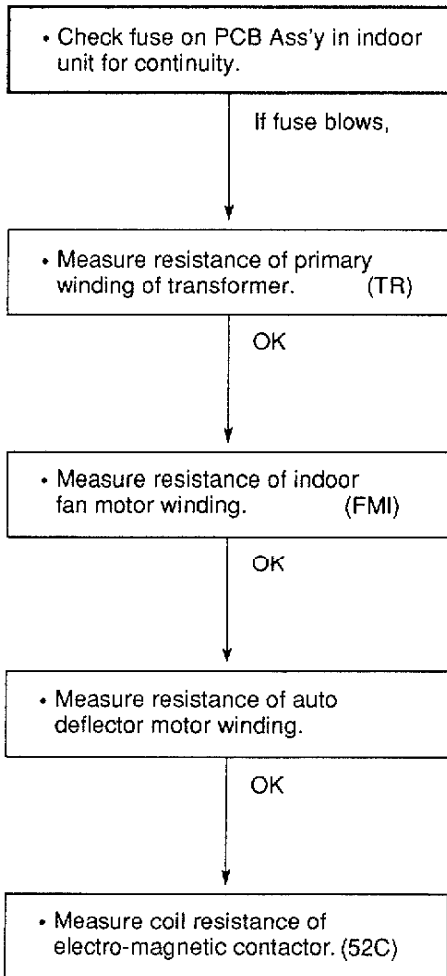 • Check fuse on PCB Ass'y in indoor
unit for continuity.
If fuse blows,
• Measure resistance of primary
winding of transformer. (TR)
OK
• Measure resistance of indoor
fan motor winding. (FMI)
OK
• Measure resistance of auto
deflector motor winding.
OK
• Measure coil resistance of
electro-magnetic contactor. (52C)